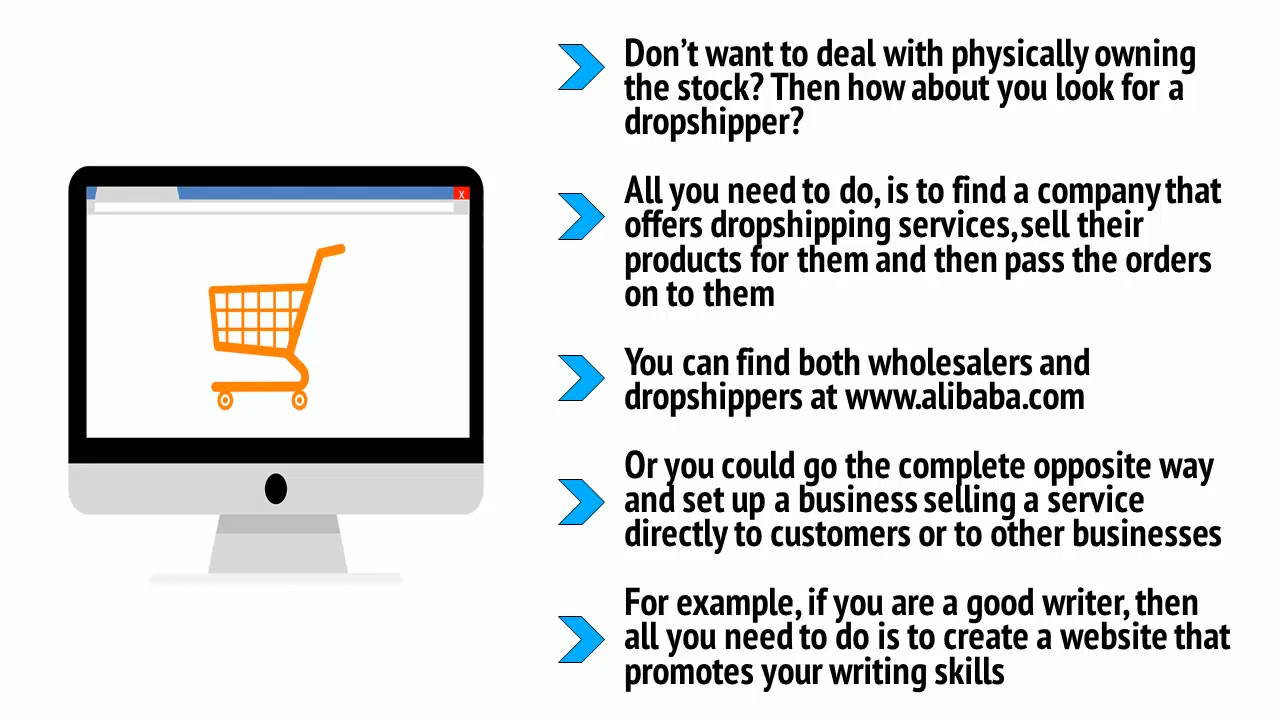 X
Don’t want to deal with physically owning
the stock? Then how about you look for a
dropshipper?
All you need to do, is to find a company that
offers dropshipping services, sell their
products for them and then pass the orders
on to them
You can find both wholesalers and
dropshippers at www.alibaba.com
Or you could go the complete opposite way
and set up a business selling a service
directly to customers or to other businesses
For example, if you are a good writer, then
all you need to do is to create a website that
promotes your writing skills